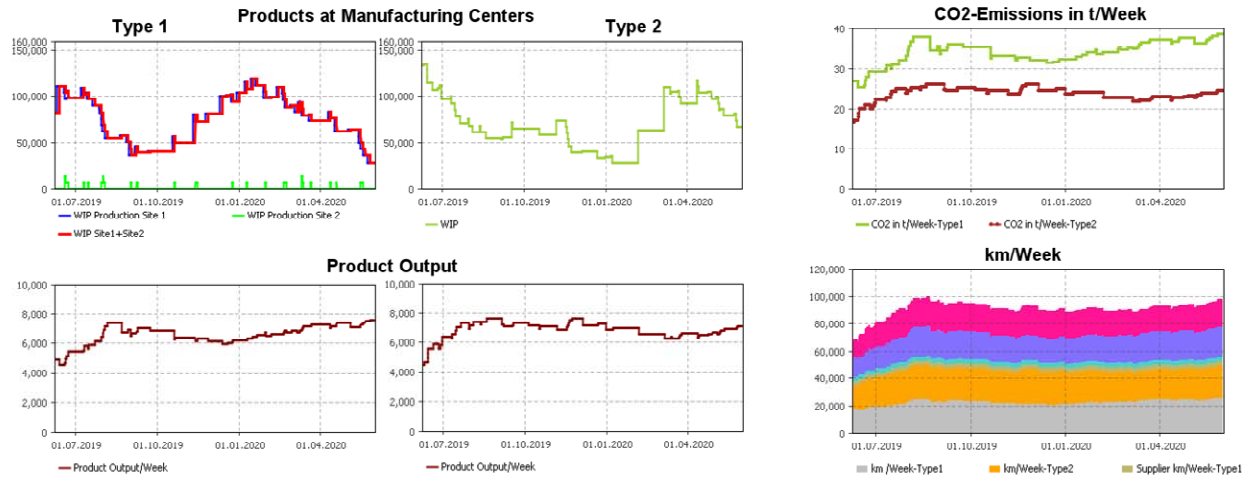 Products at Manufacturing Centers
Type 1
Type 2
160,000
150,000
100,000
50,000
0
01.07.2019 01.10.2019 01.01.2020 01.04.2020
WIP Production Site 1 WIP Production Site 2
WIP Site1+Site2
160,000
150,000
100,000
50,000
0
01.07.2019 01.10.2019 01.01.2020 01.04.2020
WIP
CO2-Emissions in t/Week
40
30
20
10
0
01.07.2019 01.10.2019 01.01.2020 01.04.2020
CO2 in t/Week-Type1 CO2 in t/Week-Type2
Product Output
10,000
8,000
6,000
4,000
2,000
0
01.07.2019 01.10.2019 01.01.2020 01.04.2020
Product Output/Week
10,000
8,000
6,000
4,000
2,000
0
01.07.2019 01.10.2019 01.01.2020 01.04.2020
Product Output/Week
km/Week
120,000
100,000
80,000
60,000
40,000
20,000
0
01.07.2019 01.10.2019 01.01.2020 01.04.2020
km /Week-Type1 km/Week-Type2 Supplier km/Week-Type1